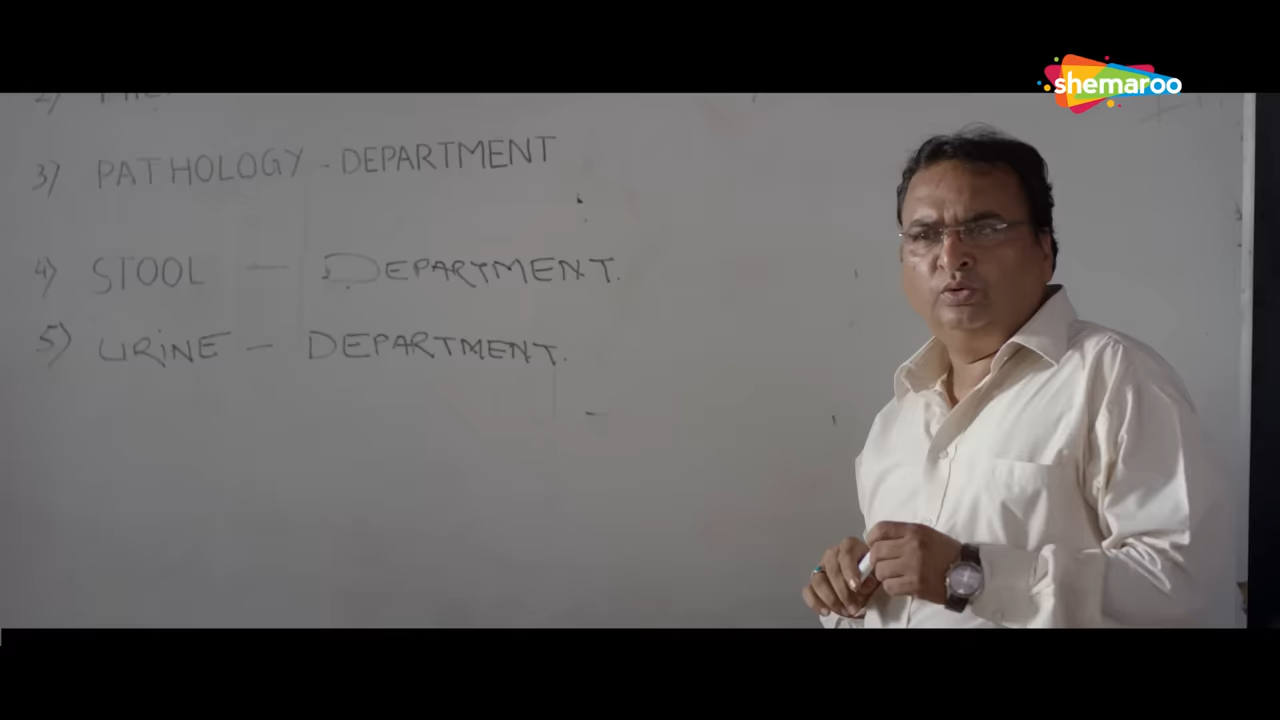 shemaroo
3) PATHOLOGY - DEPARTMENT
4) STOOL — DEPARTMENT.
5) URINE — DEPARTMENT.